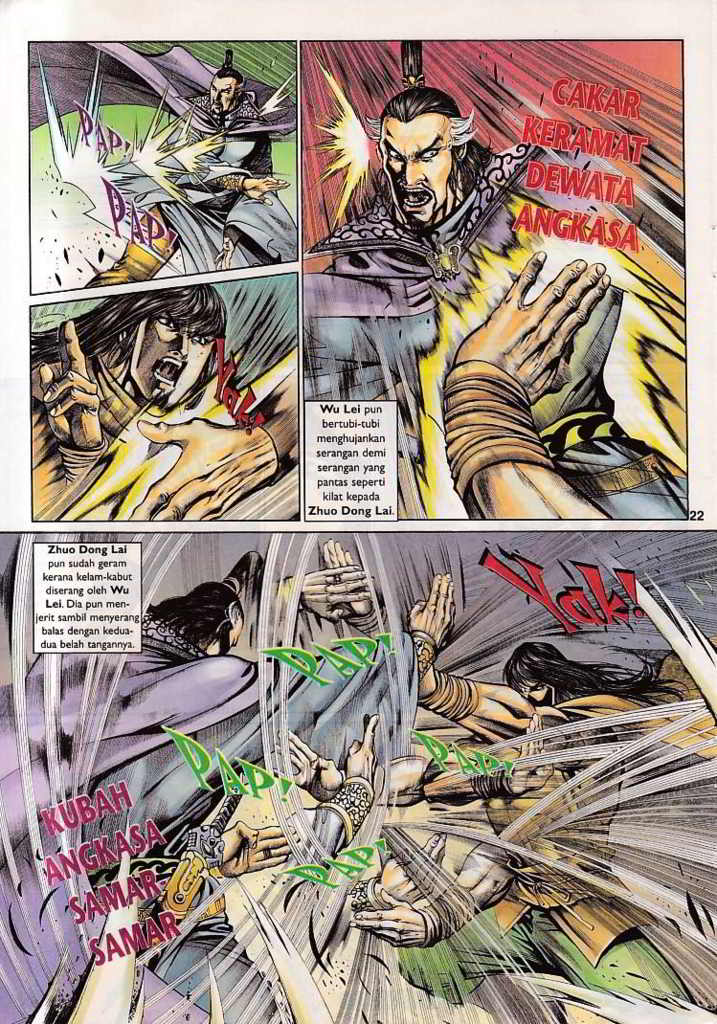 PAP!
PAP!
CAKAR
KERAMAT
DEWATA
ANGKASA
Yak!
Wu Lei pun
bertubi-tubi
menghujankan
serangan demi
serangan yang
pantas seperti
kilat kepada
Zhuo Dong Lai.
22
Zhuo Dong Lai
pun sudah geram
kerana kelam-kabut
diserang oleh Wu
Lei. Dia pun men-
jerit sambil menyerang
balas dengan kedua-
dua belah tangannya.
Yak!
PAP!
PAP PAP!
PAP!
PAP!
KUBAH
ANGKASA
SAMAR-
SAMAR